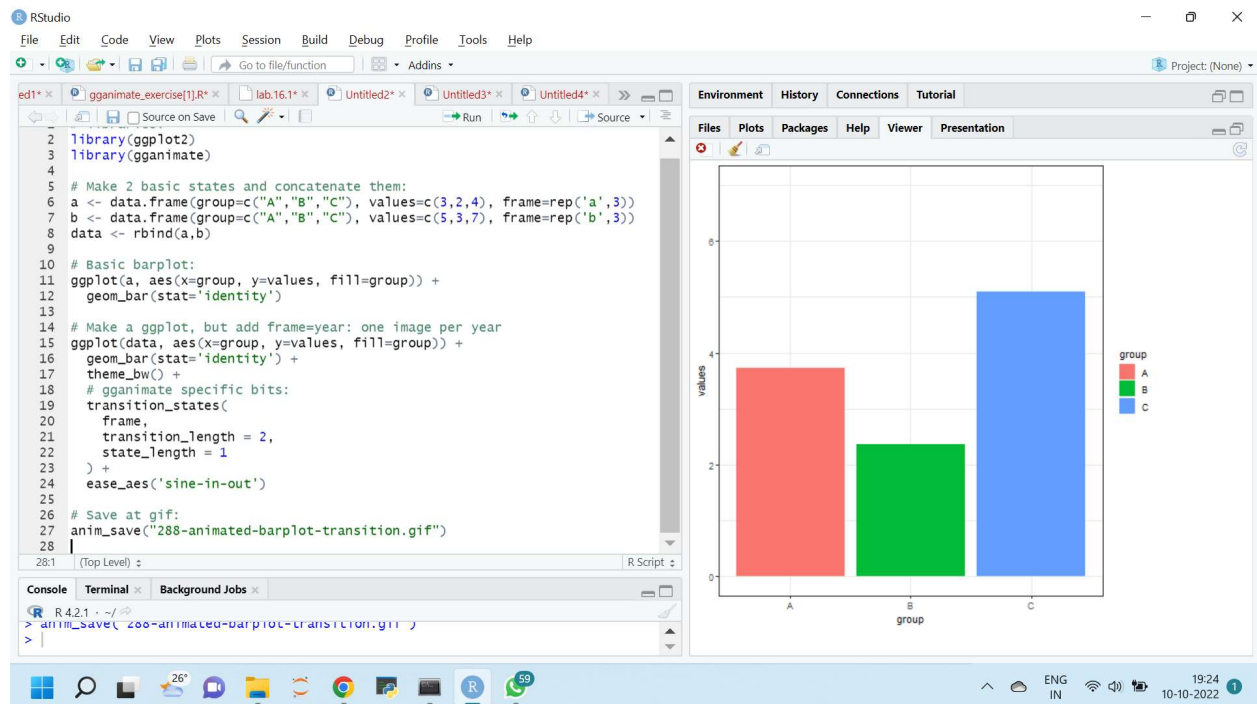 RStudio
File Edit Code View Plots Session Build Debug Profile Tools Help
Go to file/function Addins Project: (None)
ed1* gganimate_exercise[1].R* lab.16.1* Untitled2* Untitled3* Untitled4*
Source on Save Run Source
2 library(ggplot2)
3 library(gganimate)
4
5 # Make 2 basic states and concatenate them:
6 a <- data.frame(group=c("A","B","C"), values=c(3,2,4), frame=rep('a',3))
7 b <- data.frame(group=c("A","B","C"), values=c(5,3,7), frame=rep('b',3))
8 data <- rbind(a,b)
9
10 # Basic barplot:
11 ggplot(a, aes(x=group, y=values, fill=group)) +
12 geom_bar(stat='identity')
13
14 # Make a ggplot, but add frame=year: one image per year
15 ggplot(data, aes(x=group, y=values, fill=group)) +
16 geom_bar(stat='identity') +
17 theme_bw() +
18 # gganimate specific bits:
19 transition_states(
20 frame,
21 transition_length = 2,
22 state_length = 1
23 ) +
24 ease_aes('sine-in-out')
25
26 # Save at gif:
27 anim_save("288-animated-barplot-transition.gif")
28
28:1 (Top Level) R Script
Console Terminal Background Jobs
R 4.2.1 · ~/
> anim_save("288-animated-barplot-transition.gif")
>
Environment History Connections Tutorial
Files Plots Packages Help Viewer Presentation
6
4
2
0
values
A B C
group
group
A
B
C
26°
59
ENG
IN
19:24
10-10-2022
1